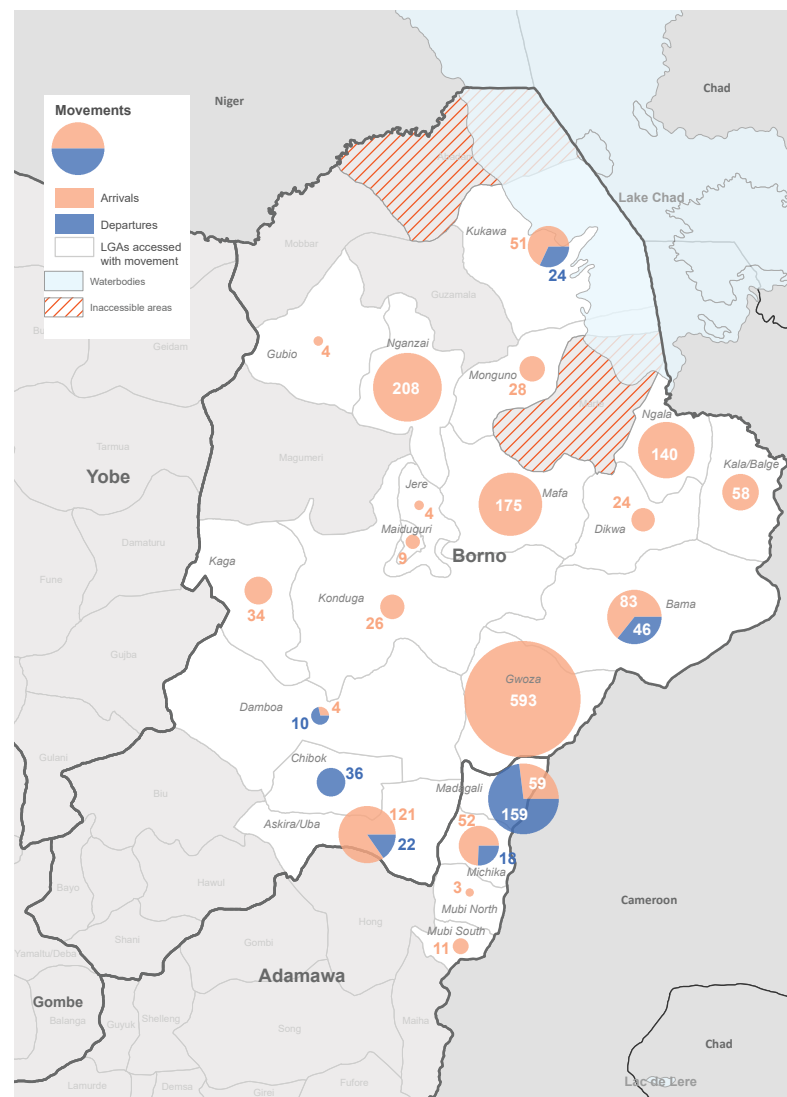 Niger
Chad
Movements
Arrivals
Departures
LGAs accessed
with movement
Waterbodies
Inaccessible areas
Lake Chad
Kukawa
51
24
Mobbar
Guzamala
Geidam
Gubio
4
Nganzai
208
Monguno
28
Ngala
140
Tarmua
Magumeri
Yobe
Kala/Balge
58
Jere
4
Mafa
175
24
Dikwa
Maiduguri
9
Borno
Damaturu
Kaga
34
Fune
Konduga
26
83
Bama
46
Gujba
Gwoza
593
Damboa
4
10
Gulani
Chibok
36
Madagali
59
159
Biu
Askira/Uba
121
22
52
18
Michika
3
Mubi North
Mubi South
11
Bayo
Hawul
Cameroon
Shani
Hong
Gombi
Yamaltu/Deba
Adamawa
Gombe
Balanga
Guyuk
Shelleng
Song
Maiha
Chad
Lac de Lere
Lamurde
Demsa
Girei
Fufore